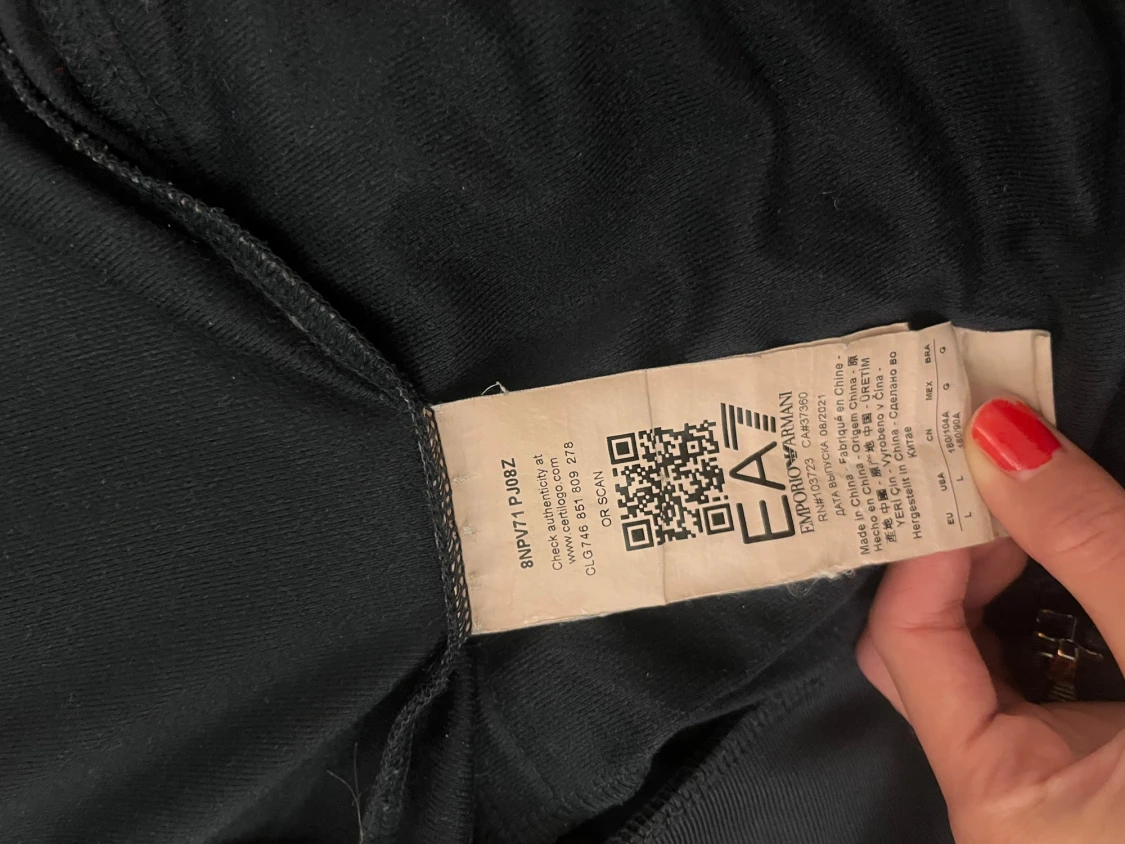 8NPV71 PJ08Z
Check authenticity at
www.certilogo.com
CLG 746 851 809 278
OR SCAN
EA7
EMPORIO ARMANI
RN#103723 CA#37360
ДАТА ВЫПУСКА 08/2021
Made in China - Fabriqué en Chine -
Hecho en China - Origem China - 原
産地 中国 - 原产地 中国 - ÜRETİM
YERİ Çin - Vyrobeno v Čína -
Hergestellt in China - Сделано во
Китае
EU USA CN MEX BRA
L L 180/104A G G
180/90A